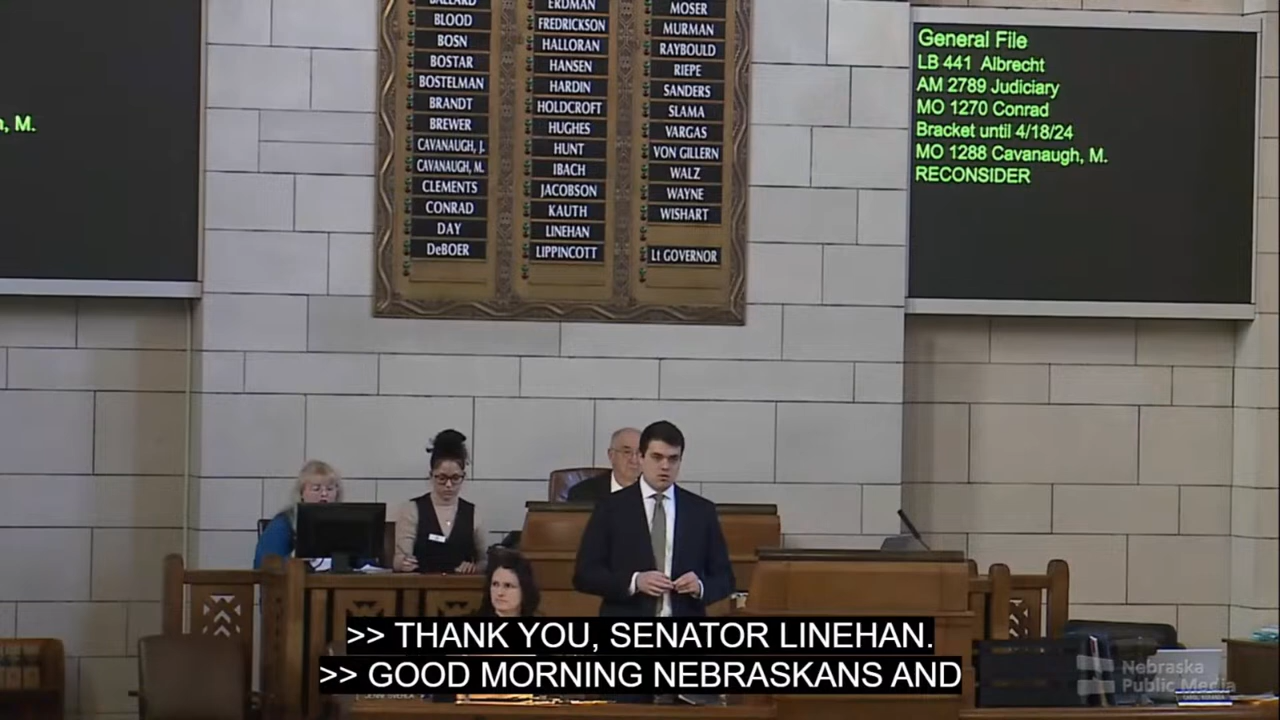 n, M.
BALLARD
BLOOD
BOSN
BOSTAR
BOSTELMAN
BRANDT
BREWER
CAVANAUGH, J.
CAVANAUGH, M.
CLEMENTS
CONRAD
DAY
DeBOER
ERDMAN
FREDRICKSON
HALLORAN
HANSEN
HARDIN
HOLDCROFT
HUGHES
HUNT
IBACH
JACOBSON
KAUTH
LINEHAN
LIPPINCOTT
MOSER
MURMAN
RAYBOULD
RIEPE
SANDERS
SLAMA
VARGAS
VON GILLERN
WALZ
WAYNE
WISHART
Lt GOVERNOR
General File
LB 441 Albrecht
AM 2789 Judiciary
MO 1270 Conrad
Bracket until 4/18/24
MO 1288 Cavanaugh, M.
RECONSIDER
>> THANK YOU, SENATOR LINEHAN.
>> GOOD MORNING NEBRASKANS AND
Nebraska
Public Media